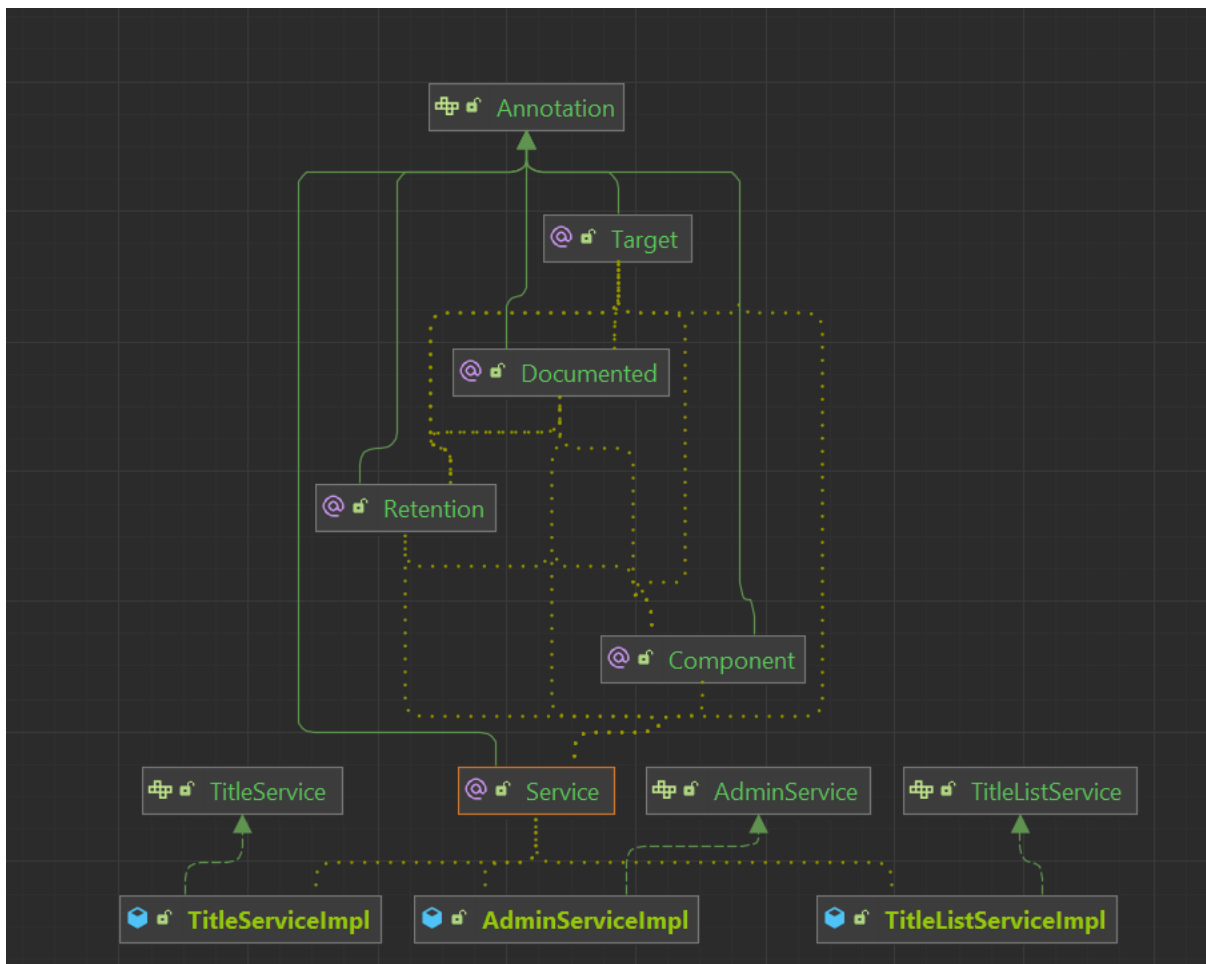 Annotation
Target
Documented
Retention
Component
TitleService
Service
AdminService
TitleListService
TitleServiceImpl
AdminServiceImpl
TitleListServiceImpl